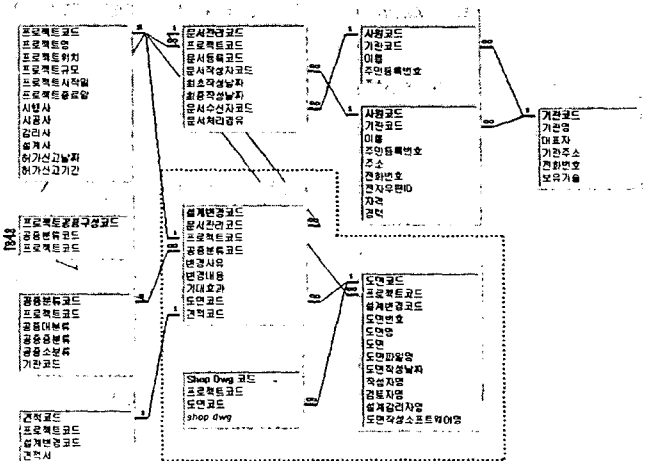 프로젝트코드
프로젝트명
프로젝트위치
프로젝트규모
프로젝트시작일
프로젝트종료일
시행사
시공사
감리사
설계사
허가신고날짜
허가신고기간
프로젝트공종구성코드
공종분류코드
프로젝트코드
공종분류코드
프로젝트코드
공종대분류
공종중분류
공종소분류
기관코드
견적코드
프로젝트코드
설계변경코드
견적서
문서관리코드
프로젝트코드
문서등록코드
문서작성자코드
최초작성날짜
최종작성날짜
문서수신자코드
문서처리경유
설계변경코드
문서관리코드
프로젝트코드
공종분류코드
변경사유
변경내용
기대효과
도면코드
견적코드
Shop Dwg 코드
프로젝트코드
도면코드
shop dwg
사원코드
기관코드
이름
주민등록번호
사원코드
기관코드
이름
주민등록번호
주소
전화번호
전자우편ID
자격
경력
기관코드
기관명
대표자
기관주소
전화번호
보유기술
도면코드
프로젝트코드
설계변경코드
도면번호
도면명
도면
도면파일명
도면작성날짜
작성자명
검토자명
설계감리자명
도면작성소프트웨어명